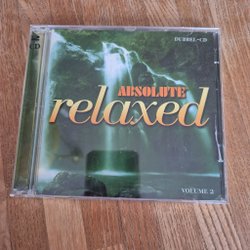 DUBBEL-CD
ABSOLUTE
relaxed
VOLUME 2